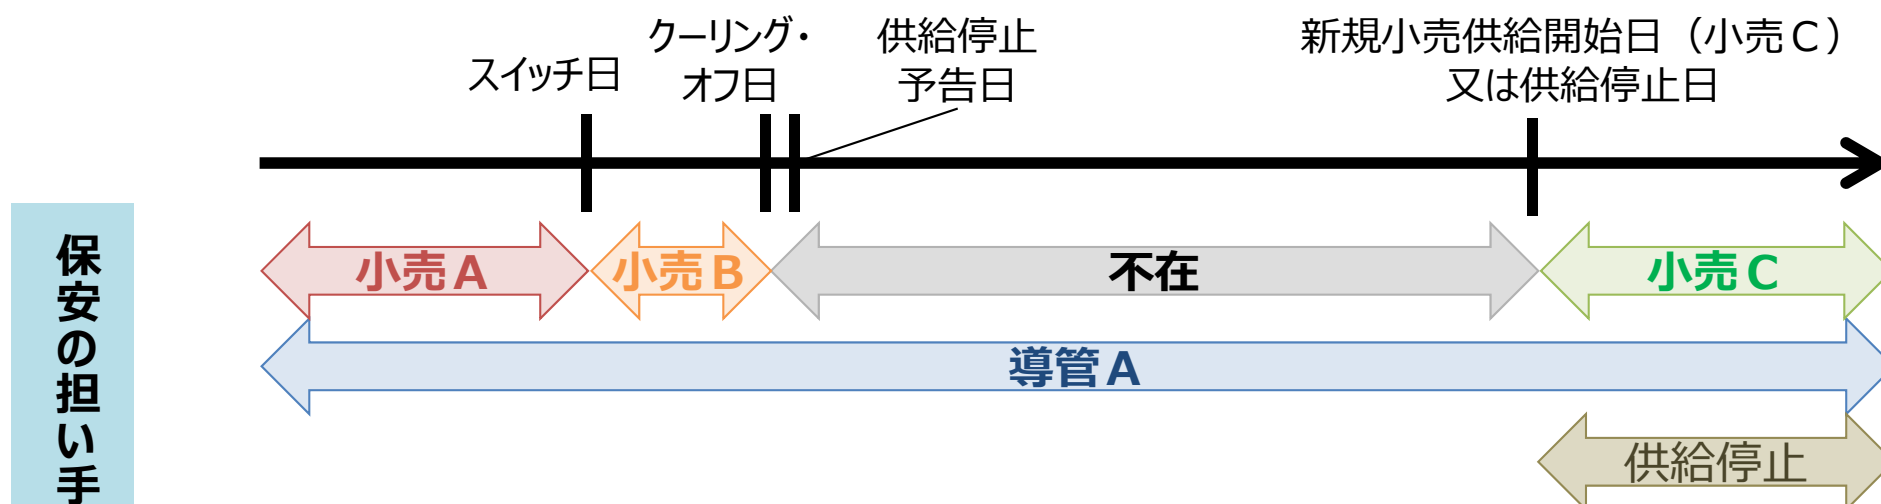 クーリング・
オフ日
供給停止
予告日
新規小売供給開始日（小売Ｃ）
又は供給停止日
スイッチ日
保安の担い手
小売Ａ
小売Ｂ
不在
小売Ｃ
導管Ａ
供給停止